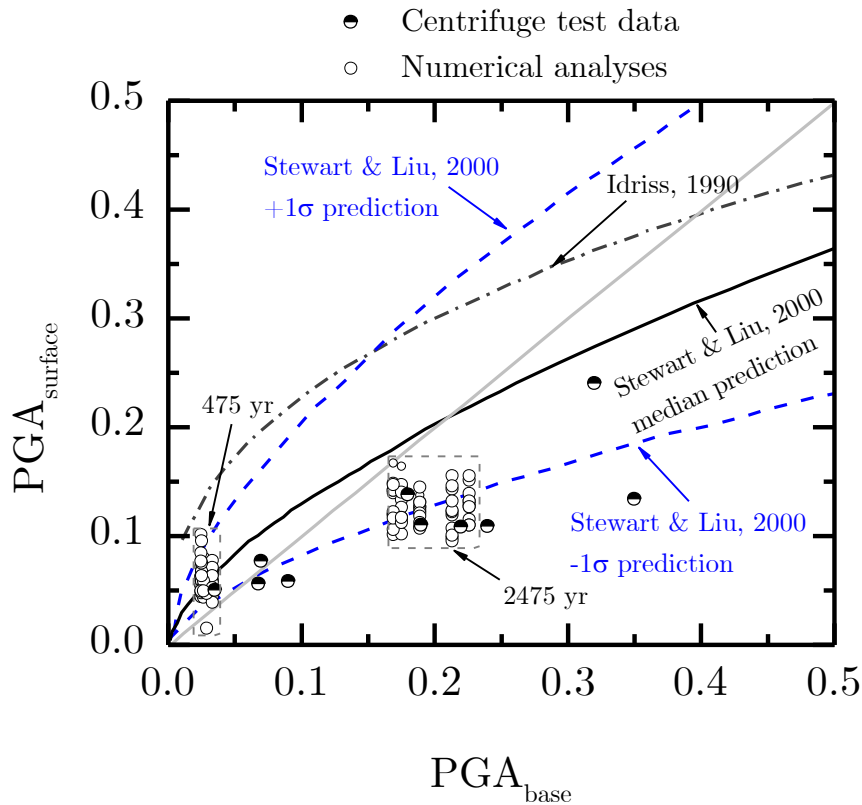 Centrifuge test data
Numerical analyses
0.5
0.4
0.3
0.2
0.1
0.0
PGA_surface
Stewart & Liu, 2000
+1σ prediction
Idriss, 1990
Stewart & Liu, 2000
median prediction
475 yr
Stewart & Liu, 2000
-1σ prediction
2475 yr
0.0 0.1 0.2 0.3 0.4 0.5
PGA_base